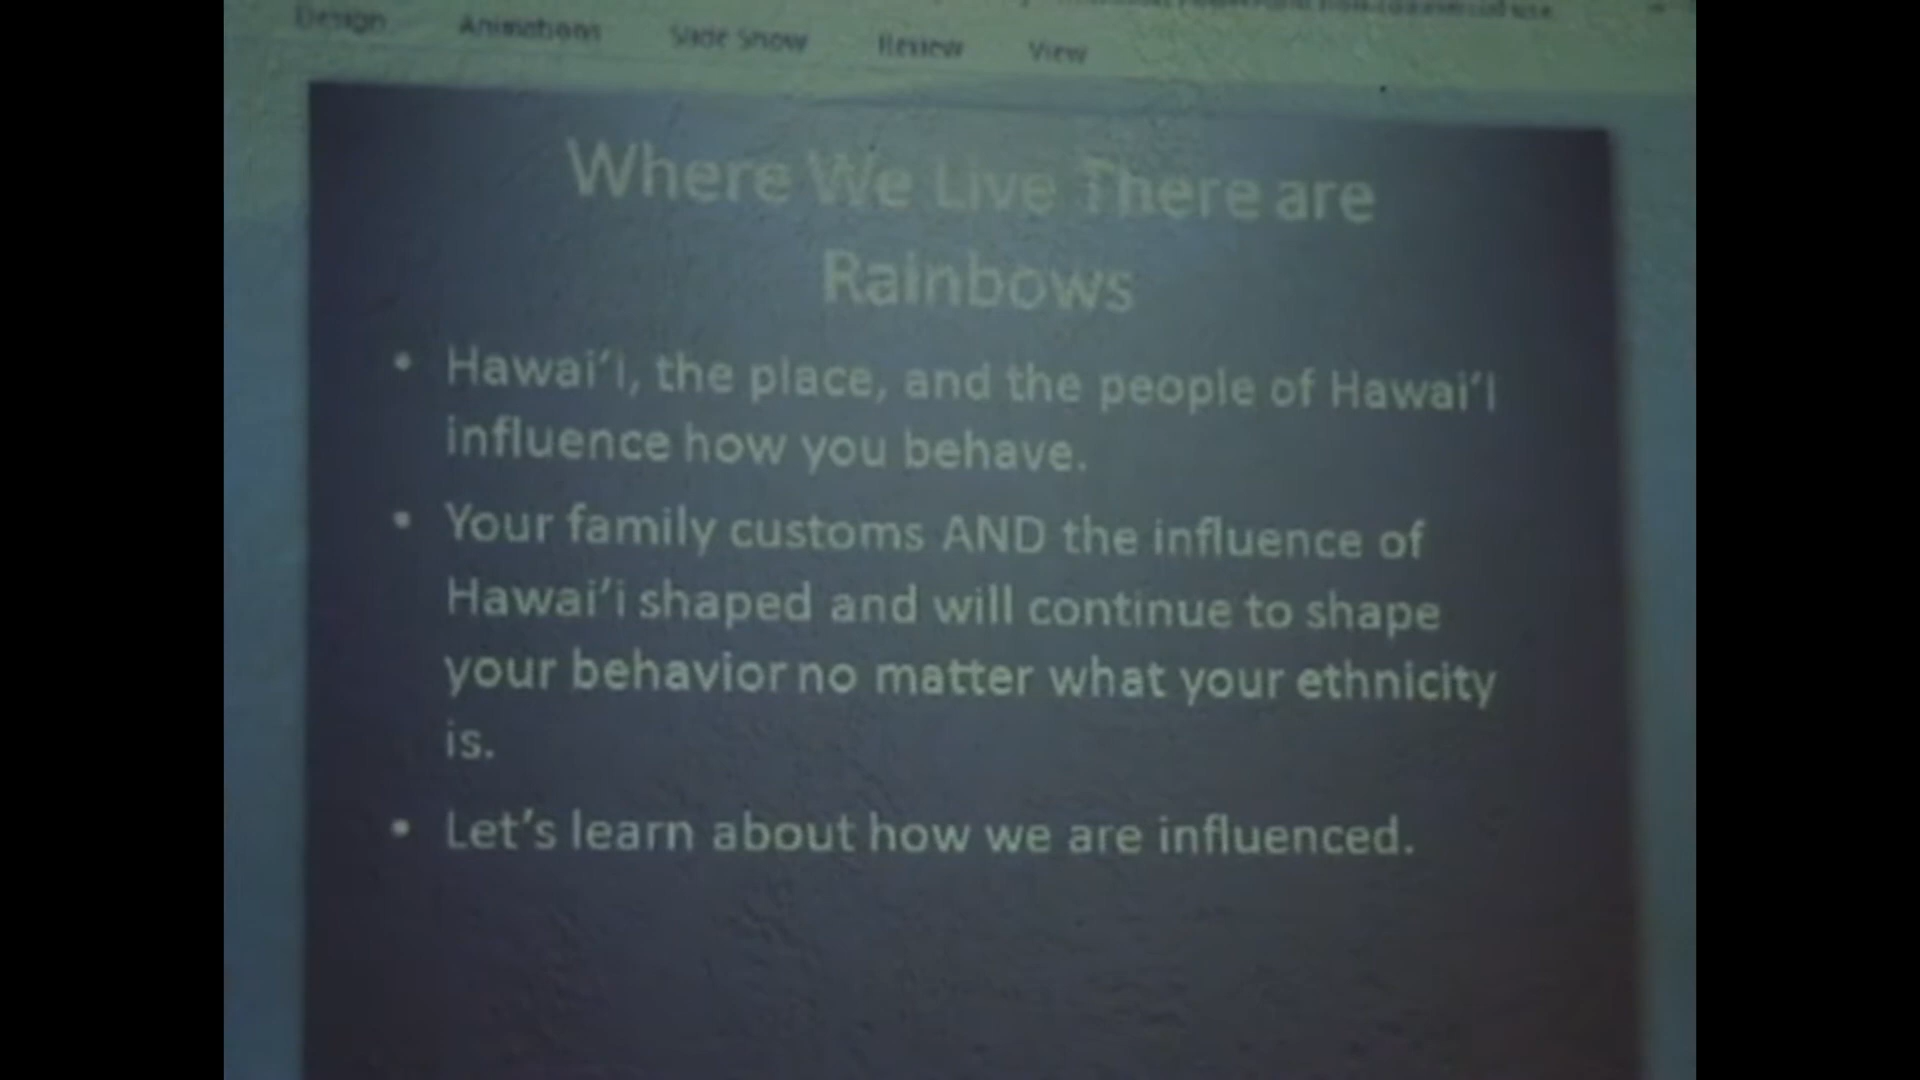 Design Animations Slide Show Review View
Where We Live There are
Rainbows
• Hawai'I, the place, and the people of Hawai'I
influence how you behave.
• Your family customs AND the influence of
Hawai'i shaped and will continue to shape
your behavior no matter what your ethnicity
is.
• Let's learn about how we are influenced.